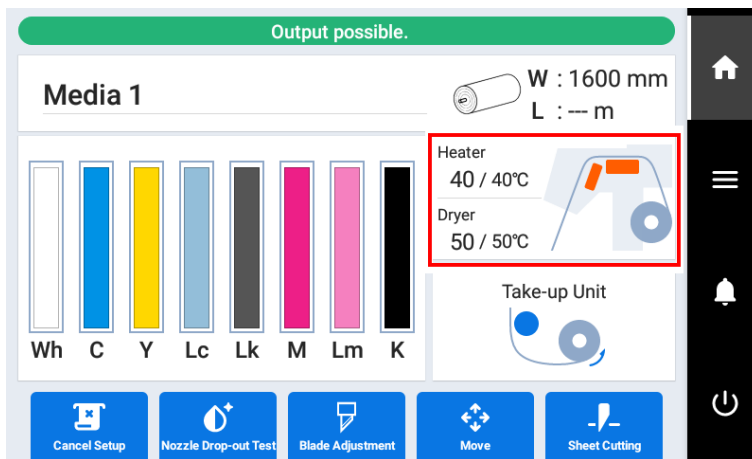 Output possible.
Media 1
W : 1600 mm
L : --- m
Heater
40 / 40℃
Dryer
50 / 50℃
Take-up Unit
Wh C Y Lc Lk M Lm K
Cancel Setup
Nozzle Drop-out Test
Blade Adjustment
Move
Sheet Cutting